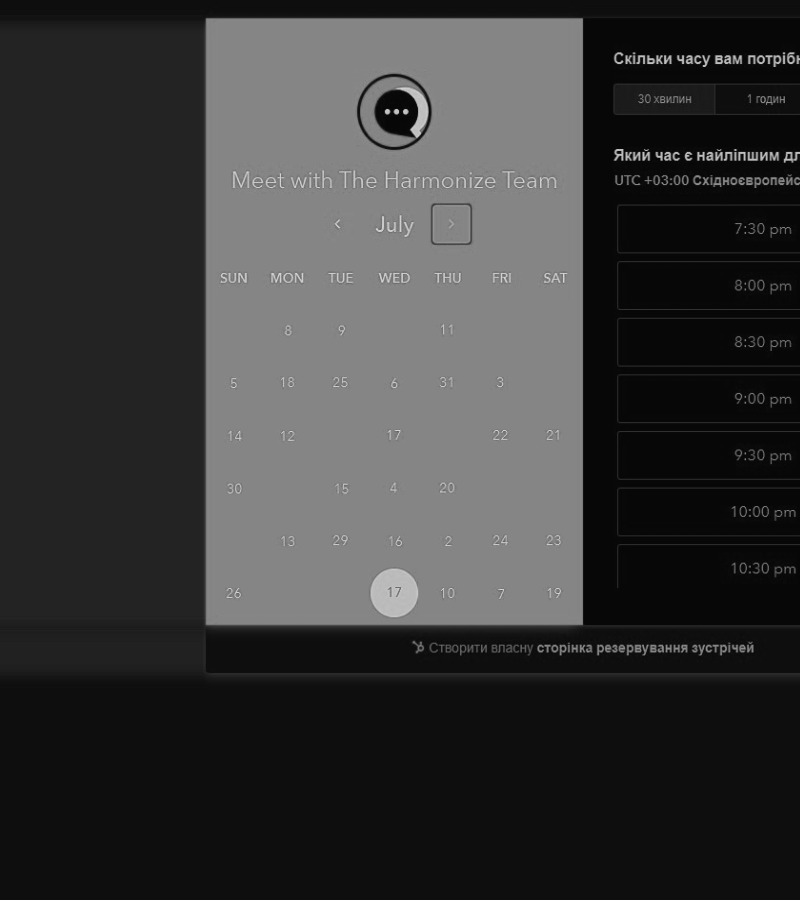 Meet with The Harmonize Team
July
SUN MON TUE WED THU FRI SAT
8 9 11
5 18 25 6 31 3
14 12 17 22 21
30 15 4 20
13 29 16 2 24 23
26 17 10 7 19
Скільки часу вам
30 хвилин 1 годин
Який час є найліпшим
UTC +03:00
7:30 pm
8:00 pm
8:30 pm
9:00 pm
9:30 pm
10:00 pm
10:30 pm
Створити власну сторінка резервування зустрічей